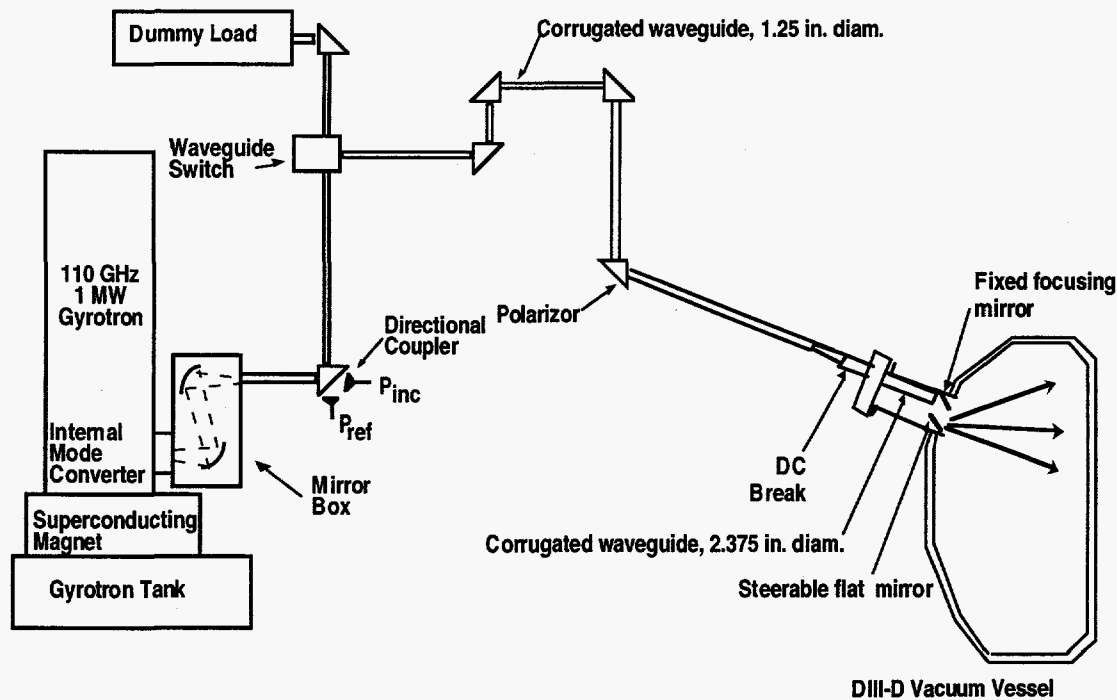 Dummy Load
Corrugated waveguide, 1.25 in. diam.
Waveguide
Switch
110 GHz
1 MW
Gyrotron
Fixed focusing
mirror
Polarizor
Directional
Coupler
Pinc
Pref
Internal
Mode
Converter
Mirror
Box
DC
Break
Superconducting
Magnet
Corrugated waveguide, 2.375 in. diam.
Gyrotron Tank
Steerable flat mirror
DIII-D Vacuum Vessel